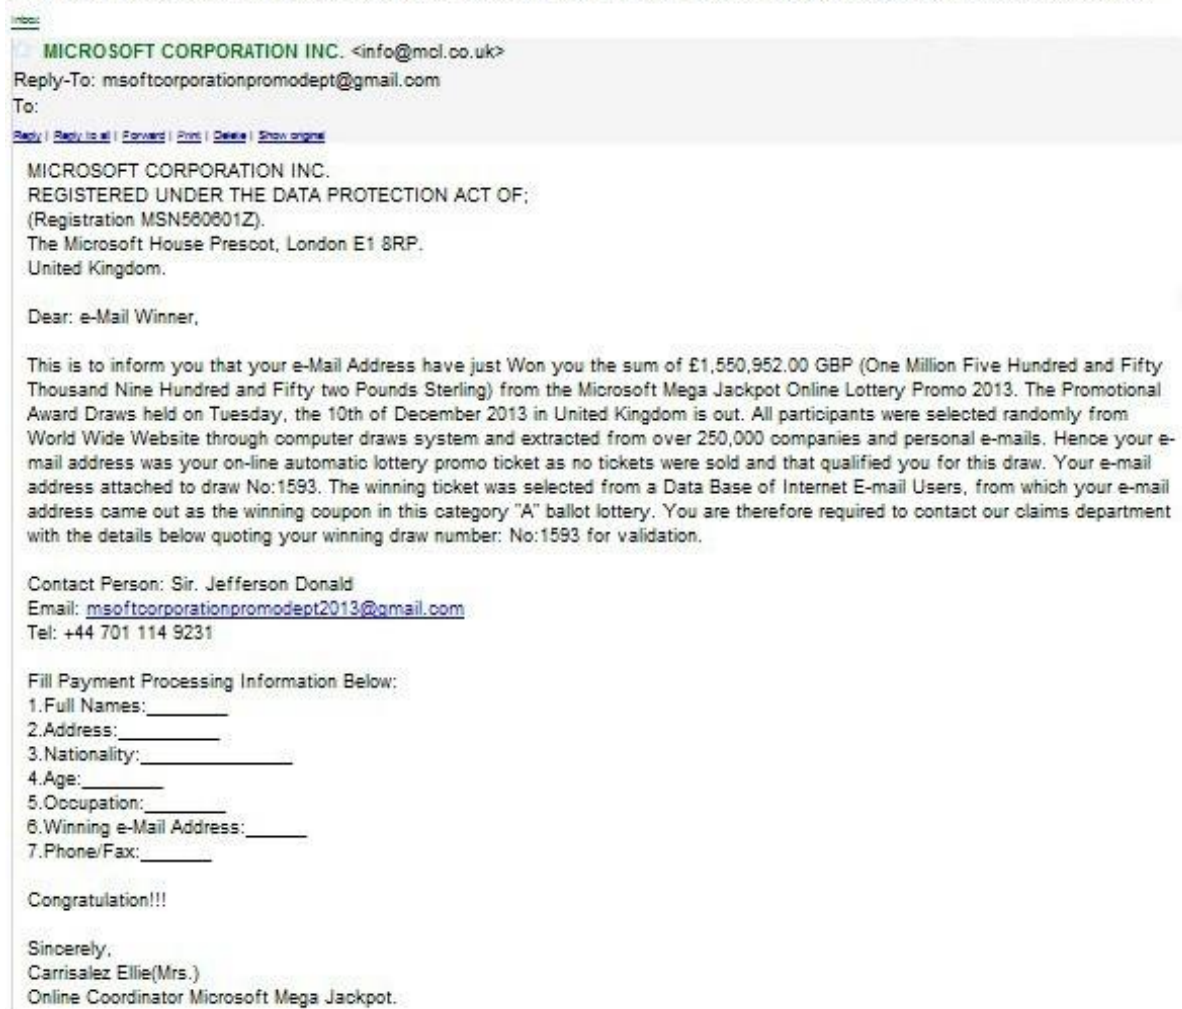 Inbox
MICROSOFT CORPORATION INC. <info@mcl.co.uk>
Reply-To: msoftcorporationpromodept@gmail.com
To:
Reply | Reply to all | Forward | Print | Delete | Show original
MICROSOFT CORPORATION INC.
REGISTERED UNDER THE DATA PROTECTION ACT OF;
(Registration MSN560601Z).
The Microsoft House Prescot, London E1 8RP.
United Kingdom.
Dear: e-Mail Winner,
This is to inform you that your e-Mail Address have just Won you the sum of £1,550,952.00 GBP (One Million Five Hundred and Fifty
Thousand Nine Hundred and Fifty two Pounds Sterling) from the Microsoft Mega Jackpot Online Lottery Promo 2013. The Promotional
Award Draws held on Tuesday, the 10th of December 2013 in United Kingdom is out. All participants were selected randomly from
World Wide Website through computer draws system and extracted from over 250,000 companies and personal e-mails. Hence your e-
mail address was your on-line automatic lottery promo ticket as no tickets were sold and that qualified you for this draw. Your e-mail
address attached to draw No:1593. The winning ticket was selected from a Data Base of Internet E-mail Users, from which your e-mail
address came out as the winning coupon in this category "A" ballot lottery. You are therefore required to contact our claims department
with the details below quoting your winning draw number: No:1593 for validation.
Contact Person: Sir. Jefferson Donald
Email: msoftcorporationpromodept2013@gmail.com
Tel: +44 701 114 9231
Fill Payment Processing Information Below:
1.Full Names:________
2.Address:__________
3.Nationality:_______________
4.Age:________
5.Occupation:________
6.Winning e-Mail Address:______
7.Phone/Fax:_______
Congratulation!!!
Sincerely,
Carrisalez Ellie(Mrs.)
Online Coordinator Microsoft Mega Jackpot.